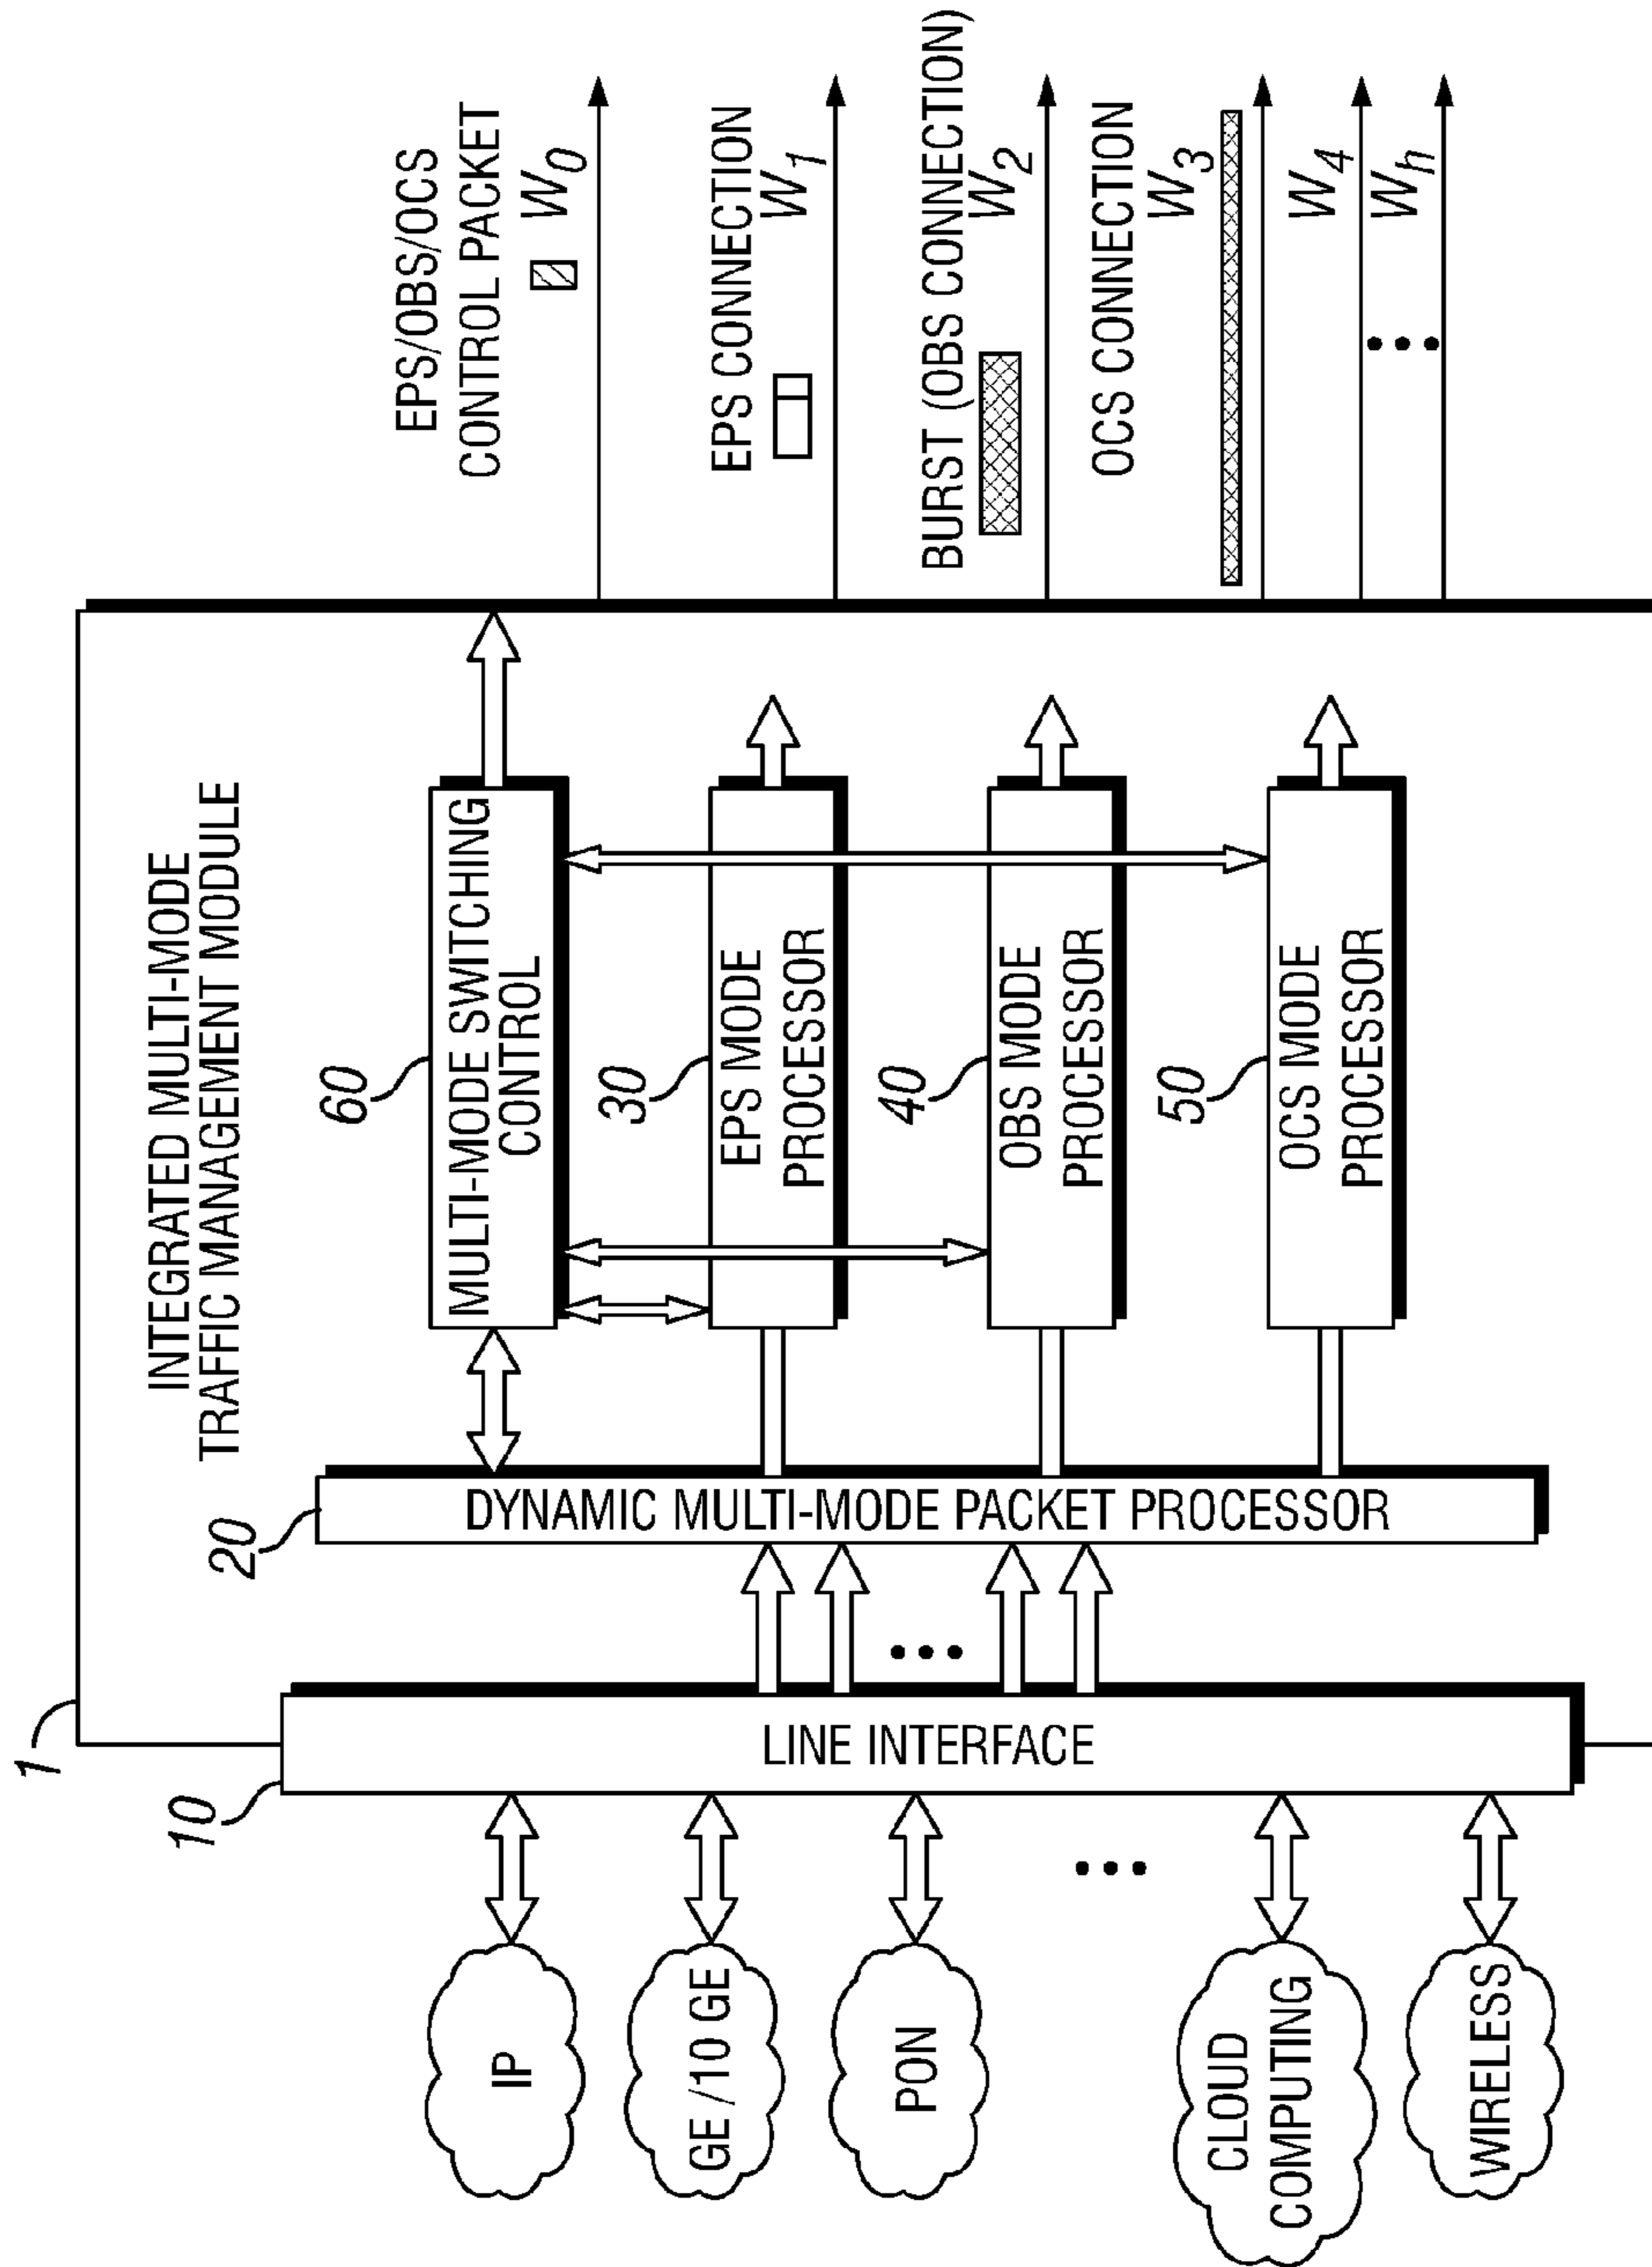 1
INTEGRATED MULTI-MODE
TRAFFIC MANAGEMENT MODULE
10
20
60
30
40
50
IP
GE /10 GE
PON
CLOUD
COMPUTING
WIRELESS
LINE INTERFACE
DYNAMIC MULTI-MODE PACKET PROCESSOR
MULTI-MODE SWITCHING
CONTROL
EPS MODE
PROCESSOR
OBS MODE
PROCESSOR
OCS MODE
PROCESSOR
EPS/OBS/OCS
CONTROL PACKET
W0
EPS CONNECTION
W1
BURST (OBS CONNECTION)
W2
OCS CONNECTION
W3
W4
Wh